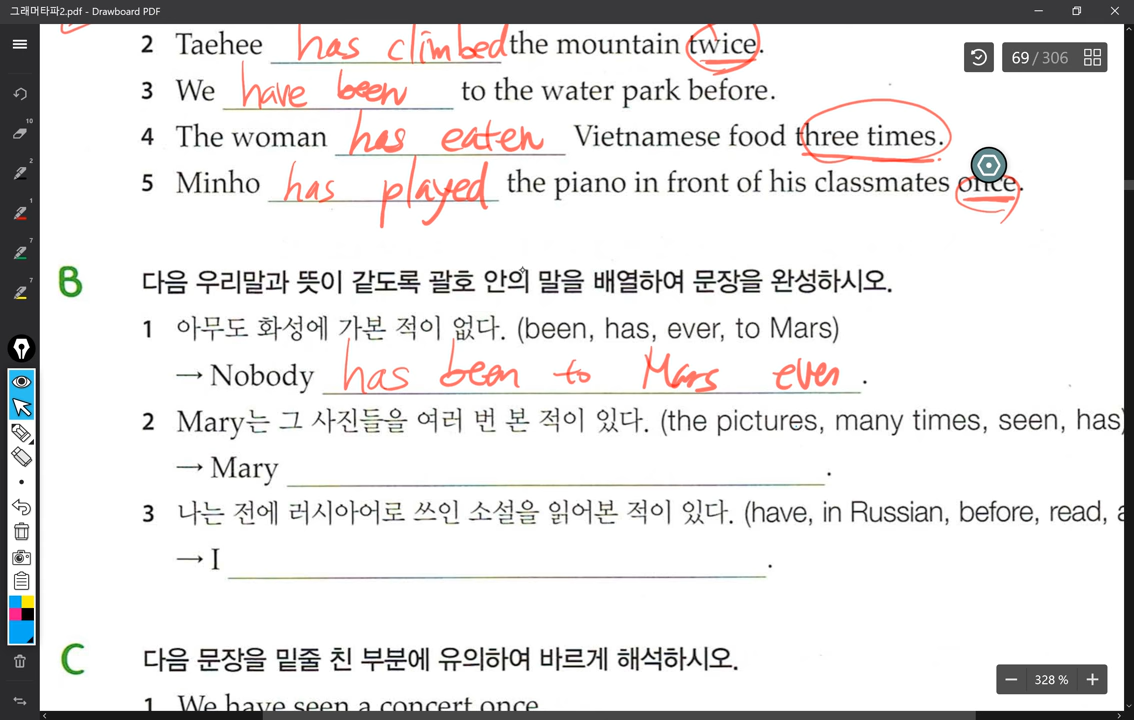 그래머타파2.pdf - Drawboard PDF
69 / 306
2 Taehee has climbed the mountain twice.
3 We have been to the water park before.
4 The woman has eaten Vietnamese food three times.
5 Minho has played the piano in front of his classmates once.
B 다음 우리말과 뜻이 같도록 괄호 안의 말을 배열하여 문장을 완성하시오.
1 아무도 화성에 가본 적이 없다. (been, has, ever, to Mars)
→ Nobody has been to Mars ever.
2 Mary는 그 사진들을 여러 번 본 적이 있다. (the pictures, many times, seen, has)
→ Mary .
3 나는 전에 러시아어로 쓰인 소설을 읽어본 적이 있다. (have, in Russian, before, read,
→ I .
C 다음 문장을 밑줄 친 부분에 유의하여 바르게 해석하시오.
1 We have seen a concert once
328 %
10
2
1
7
7